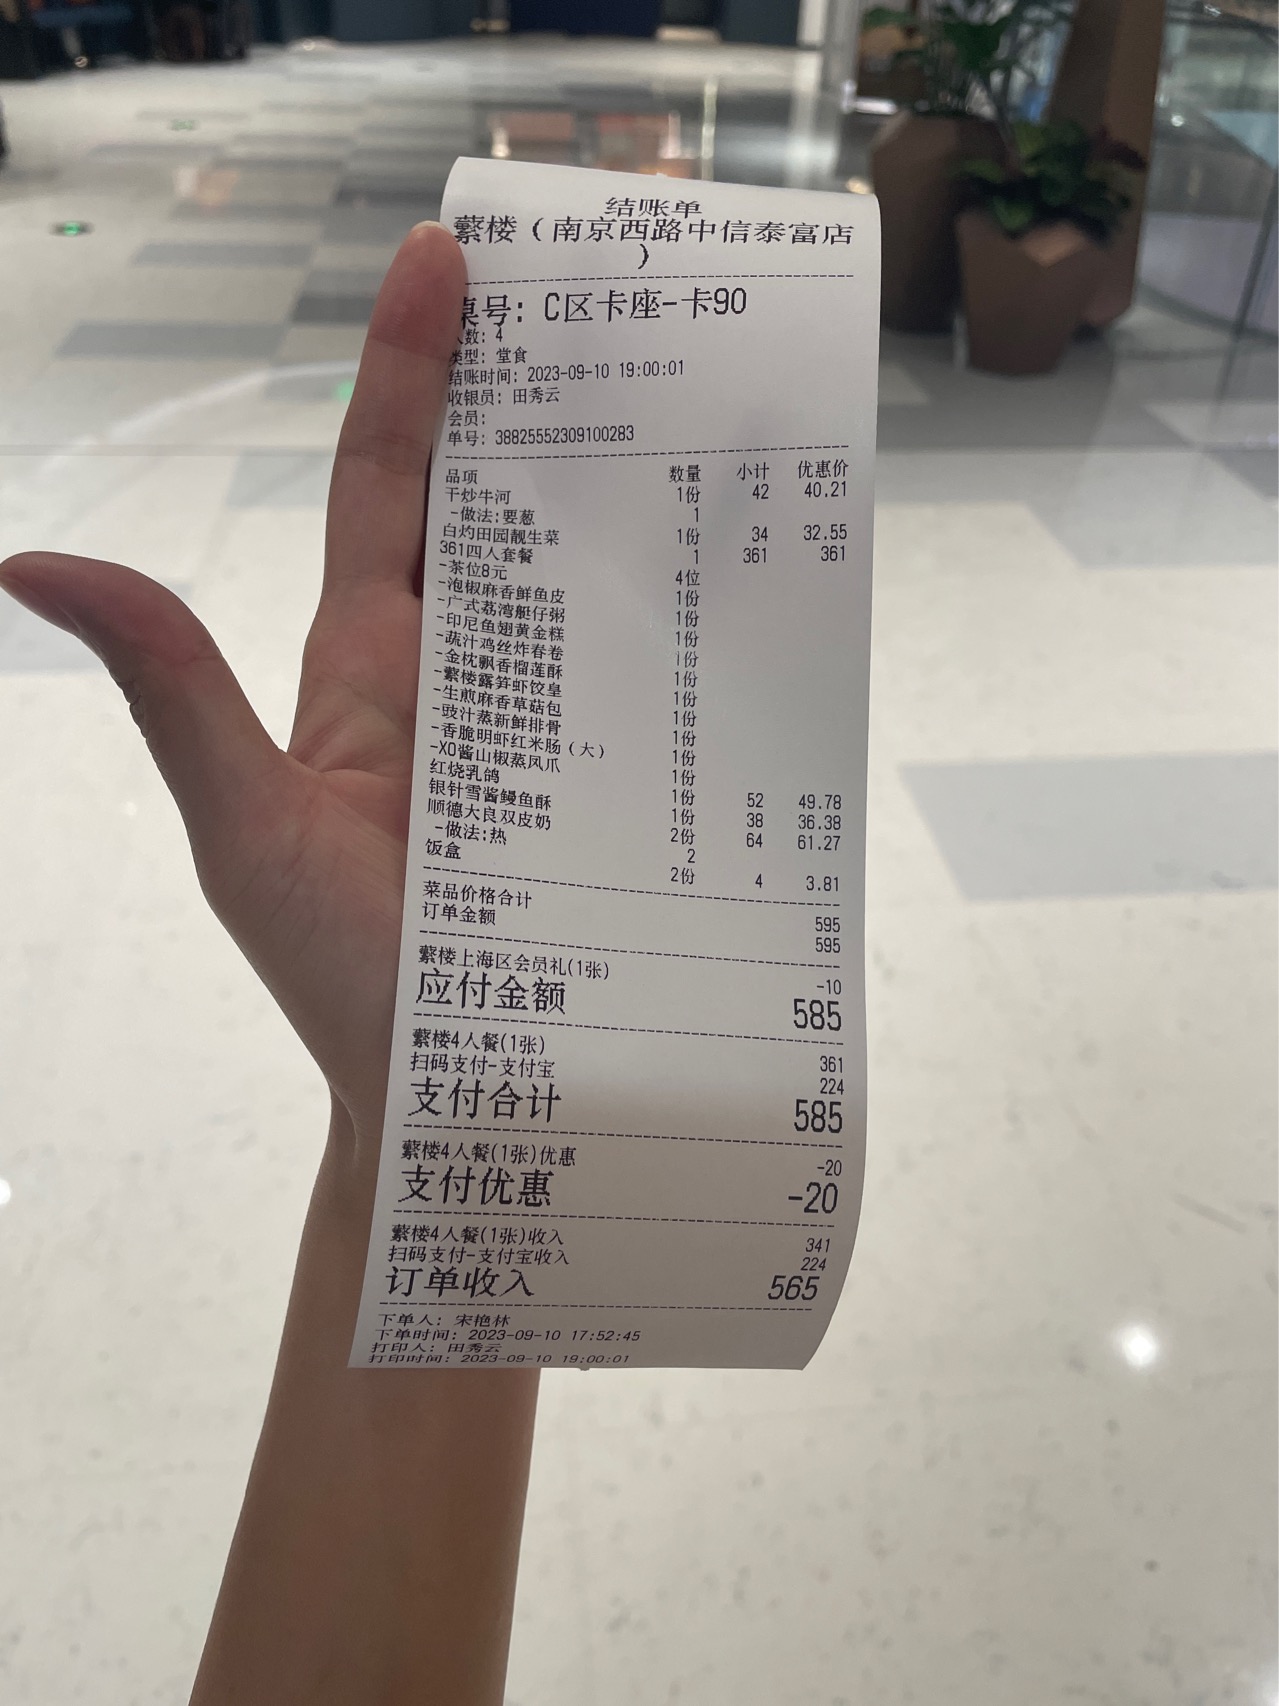 结账单
蘩楼（南京西路中信泰富店
）
桌号: C区卡座-卡90
人数: 4
类型: 堂食
结账时间: 2023-09-10 19:00:01
收银员: 田秀云
会员:
单号: 38825552309100283
品项 数量 小计 优惠价
干炒牛河 1份 42 40.21
-做法:要葱 1
白灼田园靓生菜 1份 34 32.55
361四人套餐 1 361 361
-茶位8元 4位
-泡椒麻香鲜鱼皮 1份
-广式荔湾艇仔粥 1份
-印尼鱼翅黄金糕 1份
-蔬汁鸡丝炸春卷 1份
-金枕飘香榴莲酥 1份
-蘩楼露笋虾饺皇 1份
-生煎麻香草菇包 1份
-豉汁蒸新鲜排骨 1份
-香脆明虾红米肠（大） 1份
-XO酱山椒蒸凤爪 1份
红烧乳鸽 1份 52 49.78
银针雪酱鳗鱼酥 1份 38 36.38
顺德大良双皮奶 2份 64 61.27
-做法:热 2
饭盒 2份 4 3.81
菜品价格合计 595
订单金额 595
蘩楼上海区会员礼(1张) -10
应付金额 585
蘩楼4人餐(1张) 361
扫码支付-支付宝 224
支付合计 585
蘩楼4人餐(1张)优惠 -20
支付优惠 -20
蘩楼4人餐(1张)收入 341
扫码支付-支付宝收入 224
订单收入 565
下单人: 宋艳林
下单时间: 2023-09-10 17:52:45
打印人: 田秀云
打印时间: 2023-09-10 19:00:01